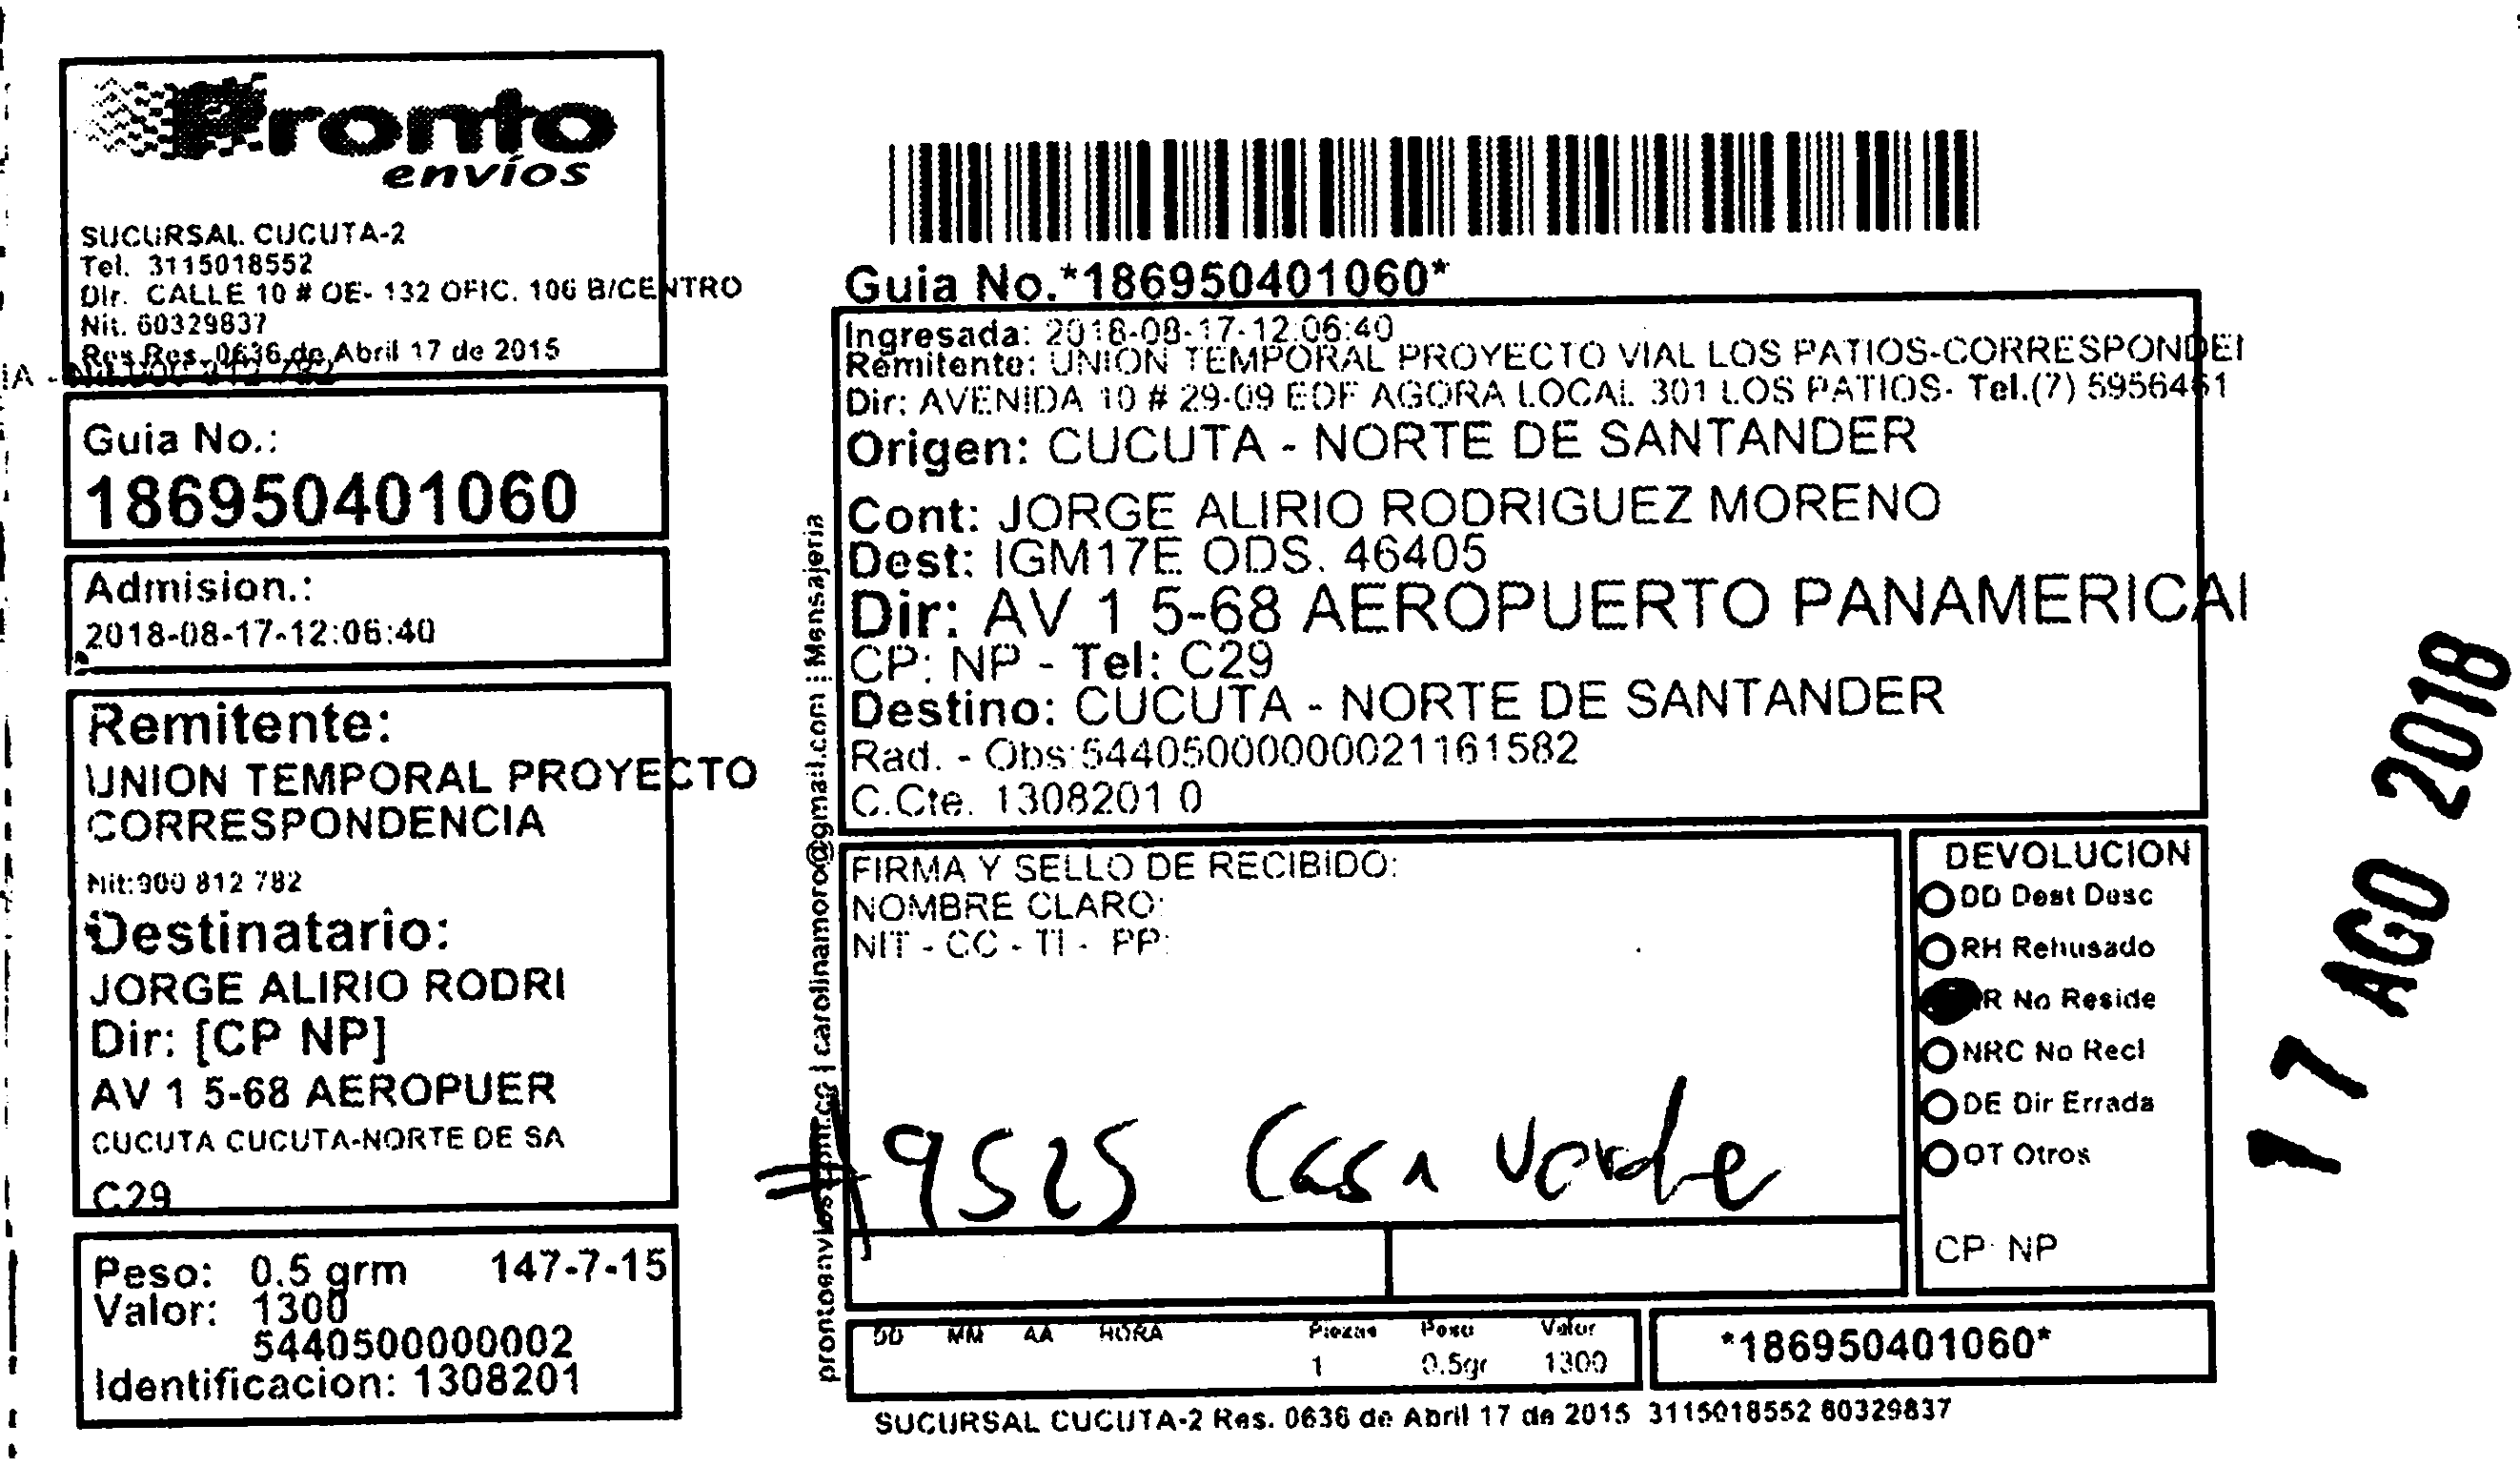 Pronto
envíos
SUCURSAL CUCUTA-2
Tel. 3115018552
Dir. CALLE 10 # OE- 132 OFIC. 106 B/CENTRO
Nit. 60329837
Res Res. 0636 de Abril 17 de 2015
Guia No.:
186950401060
Admision.:
2018-08-17-12:06:40
Remitente:
UNION TEMPORAL PROYECTO
CORRESPONDENCIA
Nit:900 812 782
Destinatario:
JORGE ALIRIO RODRI
Dir: [CP NP]
AV 1 5-68 AEROPUER
CUCUTA CUCUTA-NORTE DE SA
C29
Peso: 0.5 grm 147-7-15
Valor: 1300
5440500000002
Identificacion: 1308201
Guia No.*186950401060*
Ingresada: 2018-08-17-12:06:40
Remitente: UNION TEMPORAL PROYECTO VIAL LOS PATIOS-CORRESPONDEI
Dir: AVENIDA 10 # 29-09 EDF AGORA LOCAL 301 LOS PATIOS- Tel.(7) 5956461
Origen: CUCUTA - NORTE DE SANTANDER
Cont: JORGE ALIRIO RODRIGUEZ MORENO
Dest: IGM17E ODS. 46405
Dir: AV 1 5-68 AEROPUERTO PANAMERICAI
CP: NP - Tel: C29
Destino: CUCUTA - NORTE DE SANTANDER
Rad. - Obs:544050000000021161582
C.Cte. 1308201 0
prontoenvios.com.co | carolinamoro@gmail.com | Mensajeria
FIRMA Y SELLO DE RECIBIDO:
NOMBRE CLARO:
NIT - CC - TI - PP:
9525 Casa verde
DEVOLUCION
DD Dest Desc
RH Rehusado
R No Reside
NRC No Recl
DE Dir Errada
OT Otros
CP: NP
DD MM AA HORA Piezas Peso Valor
1 0.5gr 1300
*186950401060*
SUCURSAL CUCUTA-2 Res. 0636 de Abril 17 de 2015 3115018552 60329837
17 AGO 2018